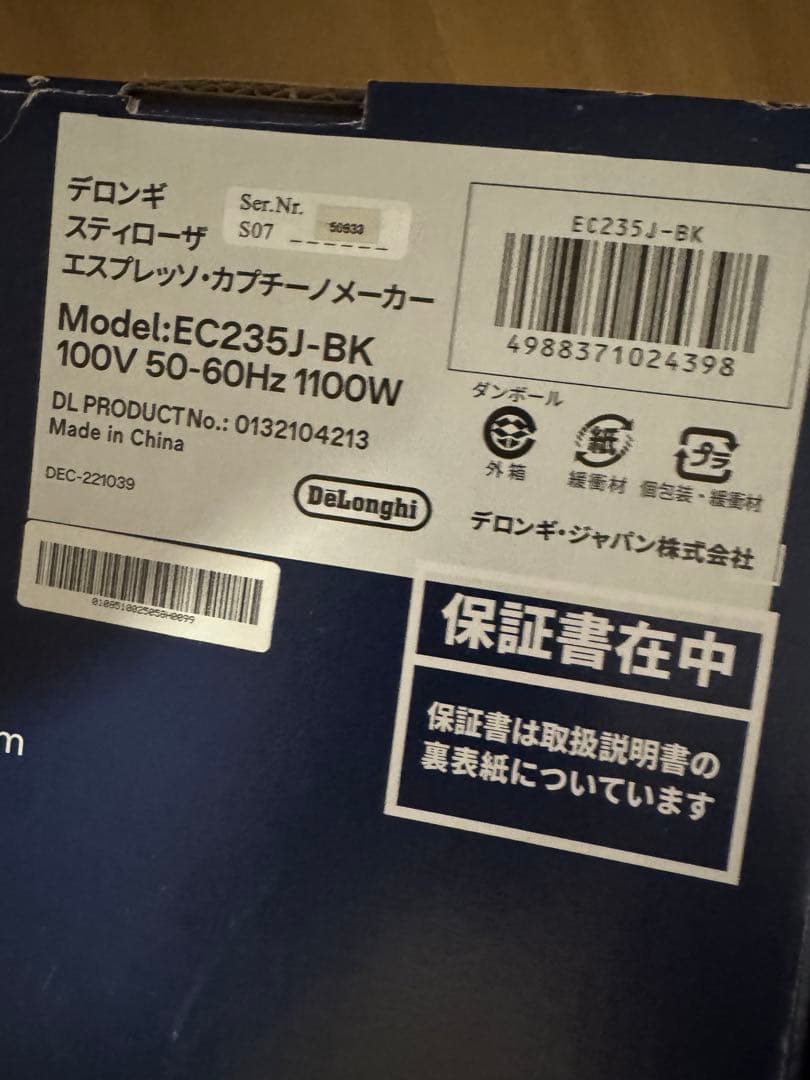 デロンギ
スティローザ
エスプレッソ・カプチーノメーカー
Ser.Nr.
S07 50933
Model:EC235J-BK
100V 50-60Hz 1100W
DL PRODUCT No.: 0132104213
Made in China
DEC-221039
DeLonghi
EC235J-BK
4988371024398
ダンボール
外箱
紙
緩衝材
プラ
個包装・緩衝材
デロンギ・ジャパン株式会社
保証書在中
保証書は取扱説明書の
裏表紙についています
m